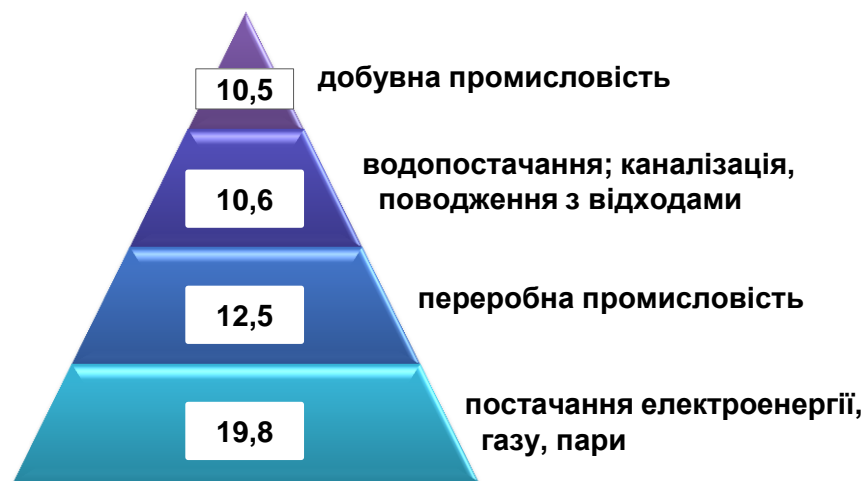 10,5
добувна промисловість
10,6
водопостачання; каналізація,
поводження з відходами
12,5
переробна промисловість
19,8
постачання електроенергії,
газу, пари